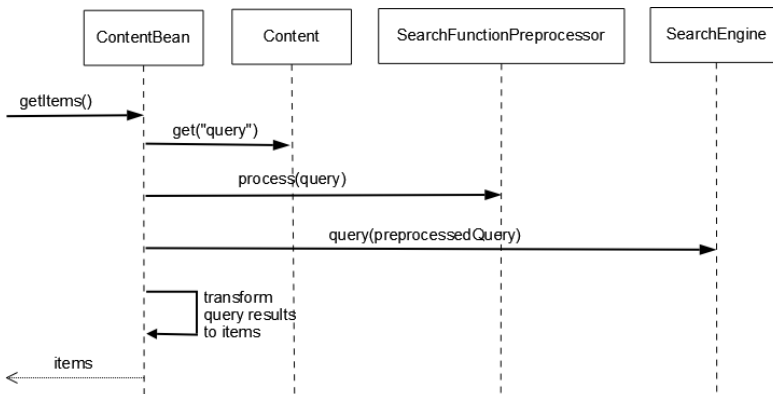 ContentBean
Content
SearchFunctionPreprocessor
SearchEngine
getItems()
get("query")
process(query)
query(preprocessedQuery)
transform
query results
to items
items